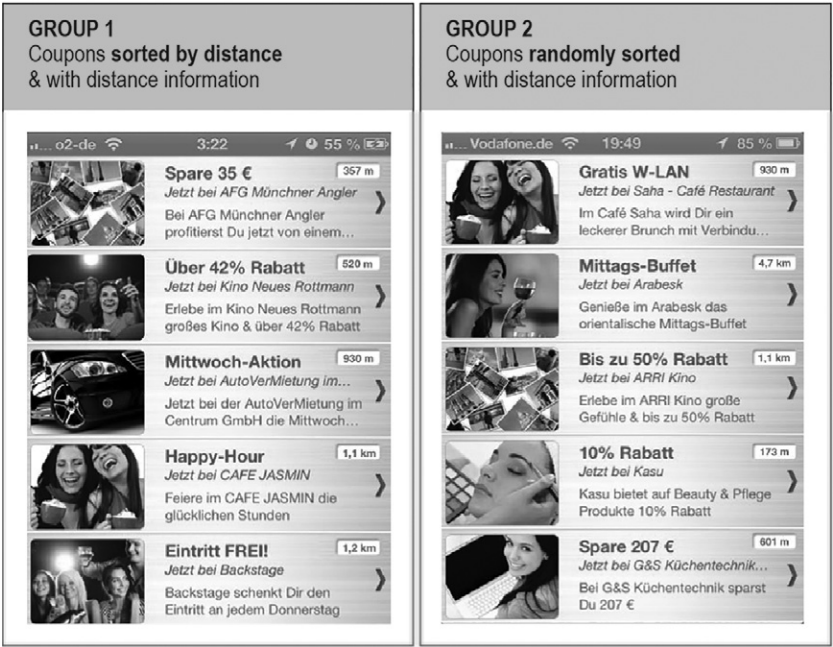 GROUP 1
Coupons sorted by distance
& with distance information
... o2-de 3:22 55 %
Spare 35 € 357 m
Jetzt bei AFG Münchner Angler
Bei AFG Münchner Angler
profitierst Du jetzt von einem...
Über 42% Rabatt 520 m
Jetzt bei Kino Neues Rottmann
Erlebe im Kino Neues Rottmann
großes Kino & über 42% Rabatt
Mittwoch-Aktion 930 m
Jetzt bei AutoVerMietung im...
Jetzt bei der AutoVerMietung im
Centrum GmbH die Mittwoch...
Happy-Hour 1,1 km
Jetzt bei CAFE JASMIN
Feiere im CAFE JASMIN die
glücklichen Stunden
Eintritt FREI! 1,2 km
Jetzt bei Backstage
Backstage schenkt Dir den
Eintritt an jedem Donnerstag
GROUP 2
Coupons randomly sorted
& with distance information
... Vodafone.de 19:49 85 %
Gratis W-LAN 930 m
Jetzt bei Saha - Café Restaurant
Im Café Saha wird Dir ein
leckerer Brunch mit Verbindu...
Mittags-Buffet 4,7 km
Jetzt bei Arabesk
Genieße im Arabesk das
orientalische Mittags-Buffet
Bis zu 50% Rabatt 1,1 km
Jetzt bei ARRI Kino
Erlebe im ARRI Kino große
Gefühle & bis zu 50% Rabatt
10% Rabatt 173 m
Jetzt bei Kasu
Kasu bietet auf Beauty & Pflege
Produkte 10% Rabatt
Spare 207 € 601 m
Jetzt bei G&S Küchentechnik...
Bei G&S Küchentechnik sparst
Du 207 €